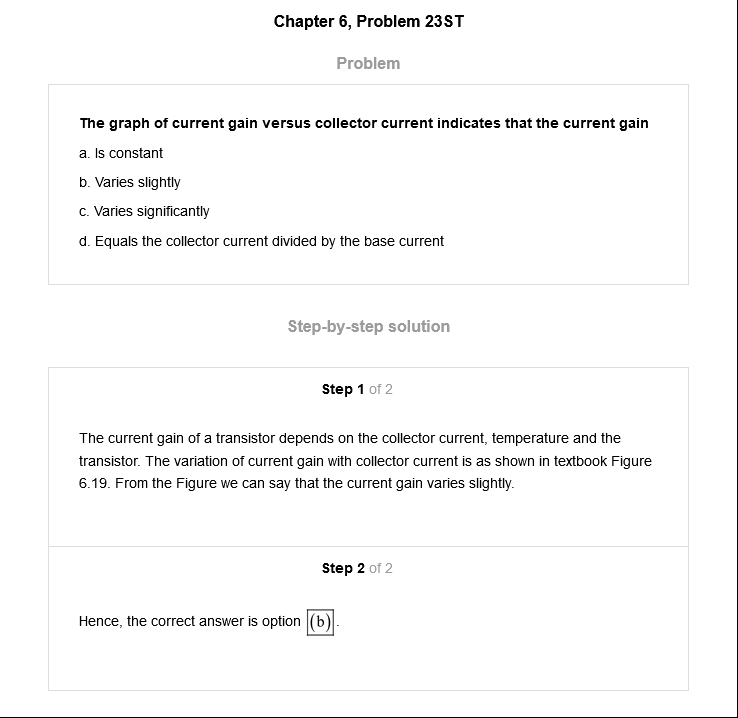 Chapter 6, Problem 23ST
Problem
The graph of current gain versus collector current indicates that the current gain
a. Is constant
b. Varies slightly
c. Varies significantly
d. Equals the collector current divided by the base current
Step-by-step solution
Step 1 of 2
The current gain of a transistor depends on the collector current, temperature and the
transistor. The variation of current gain with collector current is as shown in textbook Figure
6.19. From the Figure we can say that the current gain varies slightly.
Step 2 of 2
Hence, the correct answer is option (b).